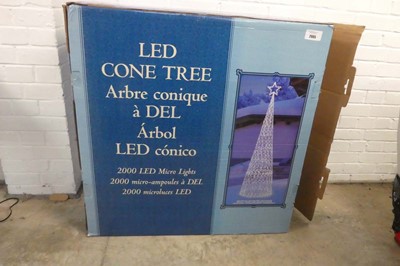 LED
CONE TREE
Arbre conique
à DEL
Árbol
LED cónico
2000 LED Micro Lights
2000 micro-ampoules à DEL
2000 microluces LED